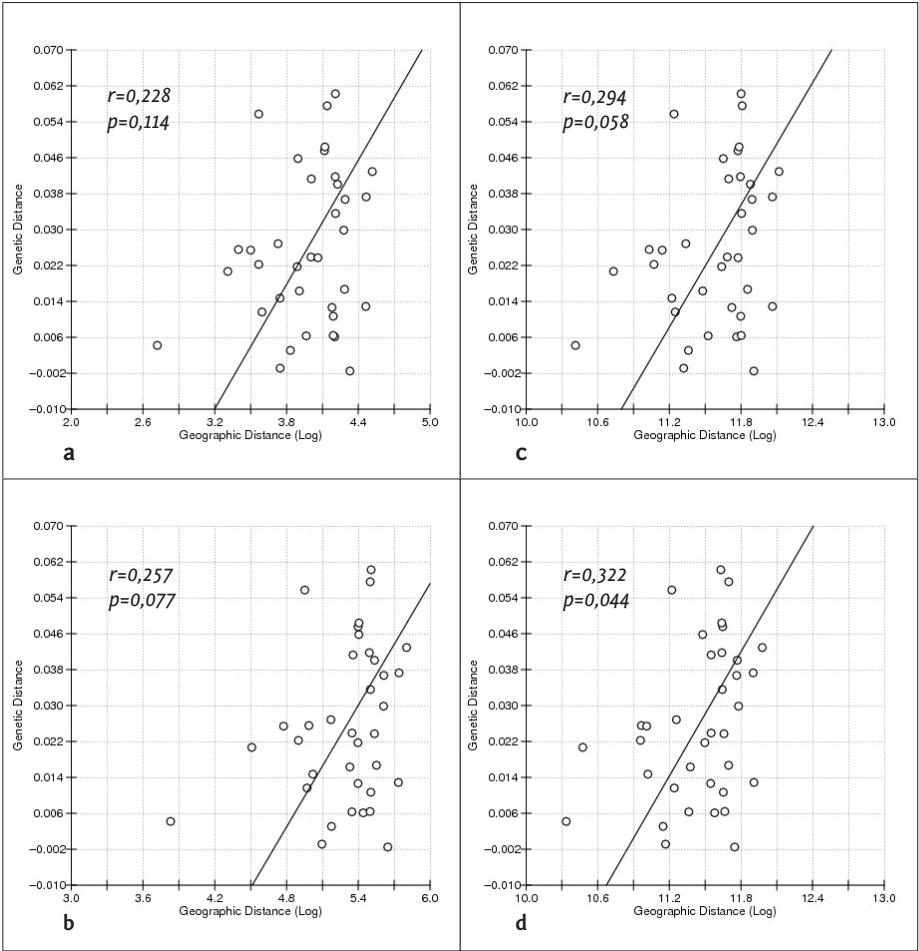 0.070
0.062
0.054
0.046
0.038
0.030
0.022
0.014
0.006
−0.002
−0.010
Genetic Distance
r=0,228
p=0,114
2.0 2.6 3.2 3.8 4.4 5.0
Geographic Distance (Log)
a
0.070
0.062
0.054
0.046
0.038
0.030
0.022
0.014
0.006
−0.002
−0.010
Genetic Distance
r=0,294
p=0,058
10.0 10.6 11.2 11.8 12.4 13.0
Geographic Distance (Log)
c
0.070
0.062
0.054
0.046
0.038
0.030
0.022
0.014
0.006
−0.002
−0.010
Genetic Distance
r=0,257
p=0,077
3.0 3.6 4.2 4.8 5.4 6.0
Geographic Distance (Log)
b
0.070
0.062
0.054
0.046
0.038
0.030
0.022
0.014
0.006
−0.002
−0.010
Genetic Distance
r=0,322
p=0,044
10.0 10.6 11.2 11.8 12.4 13.0
Geographic Distance (Log)
d